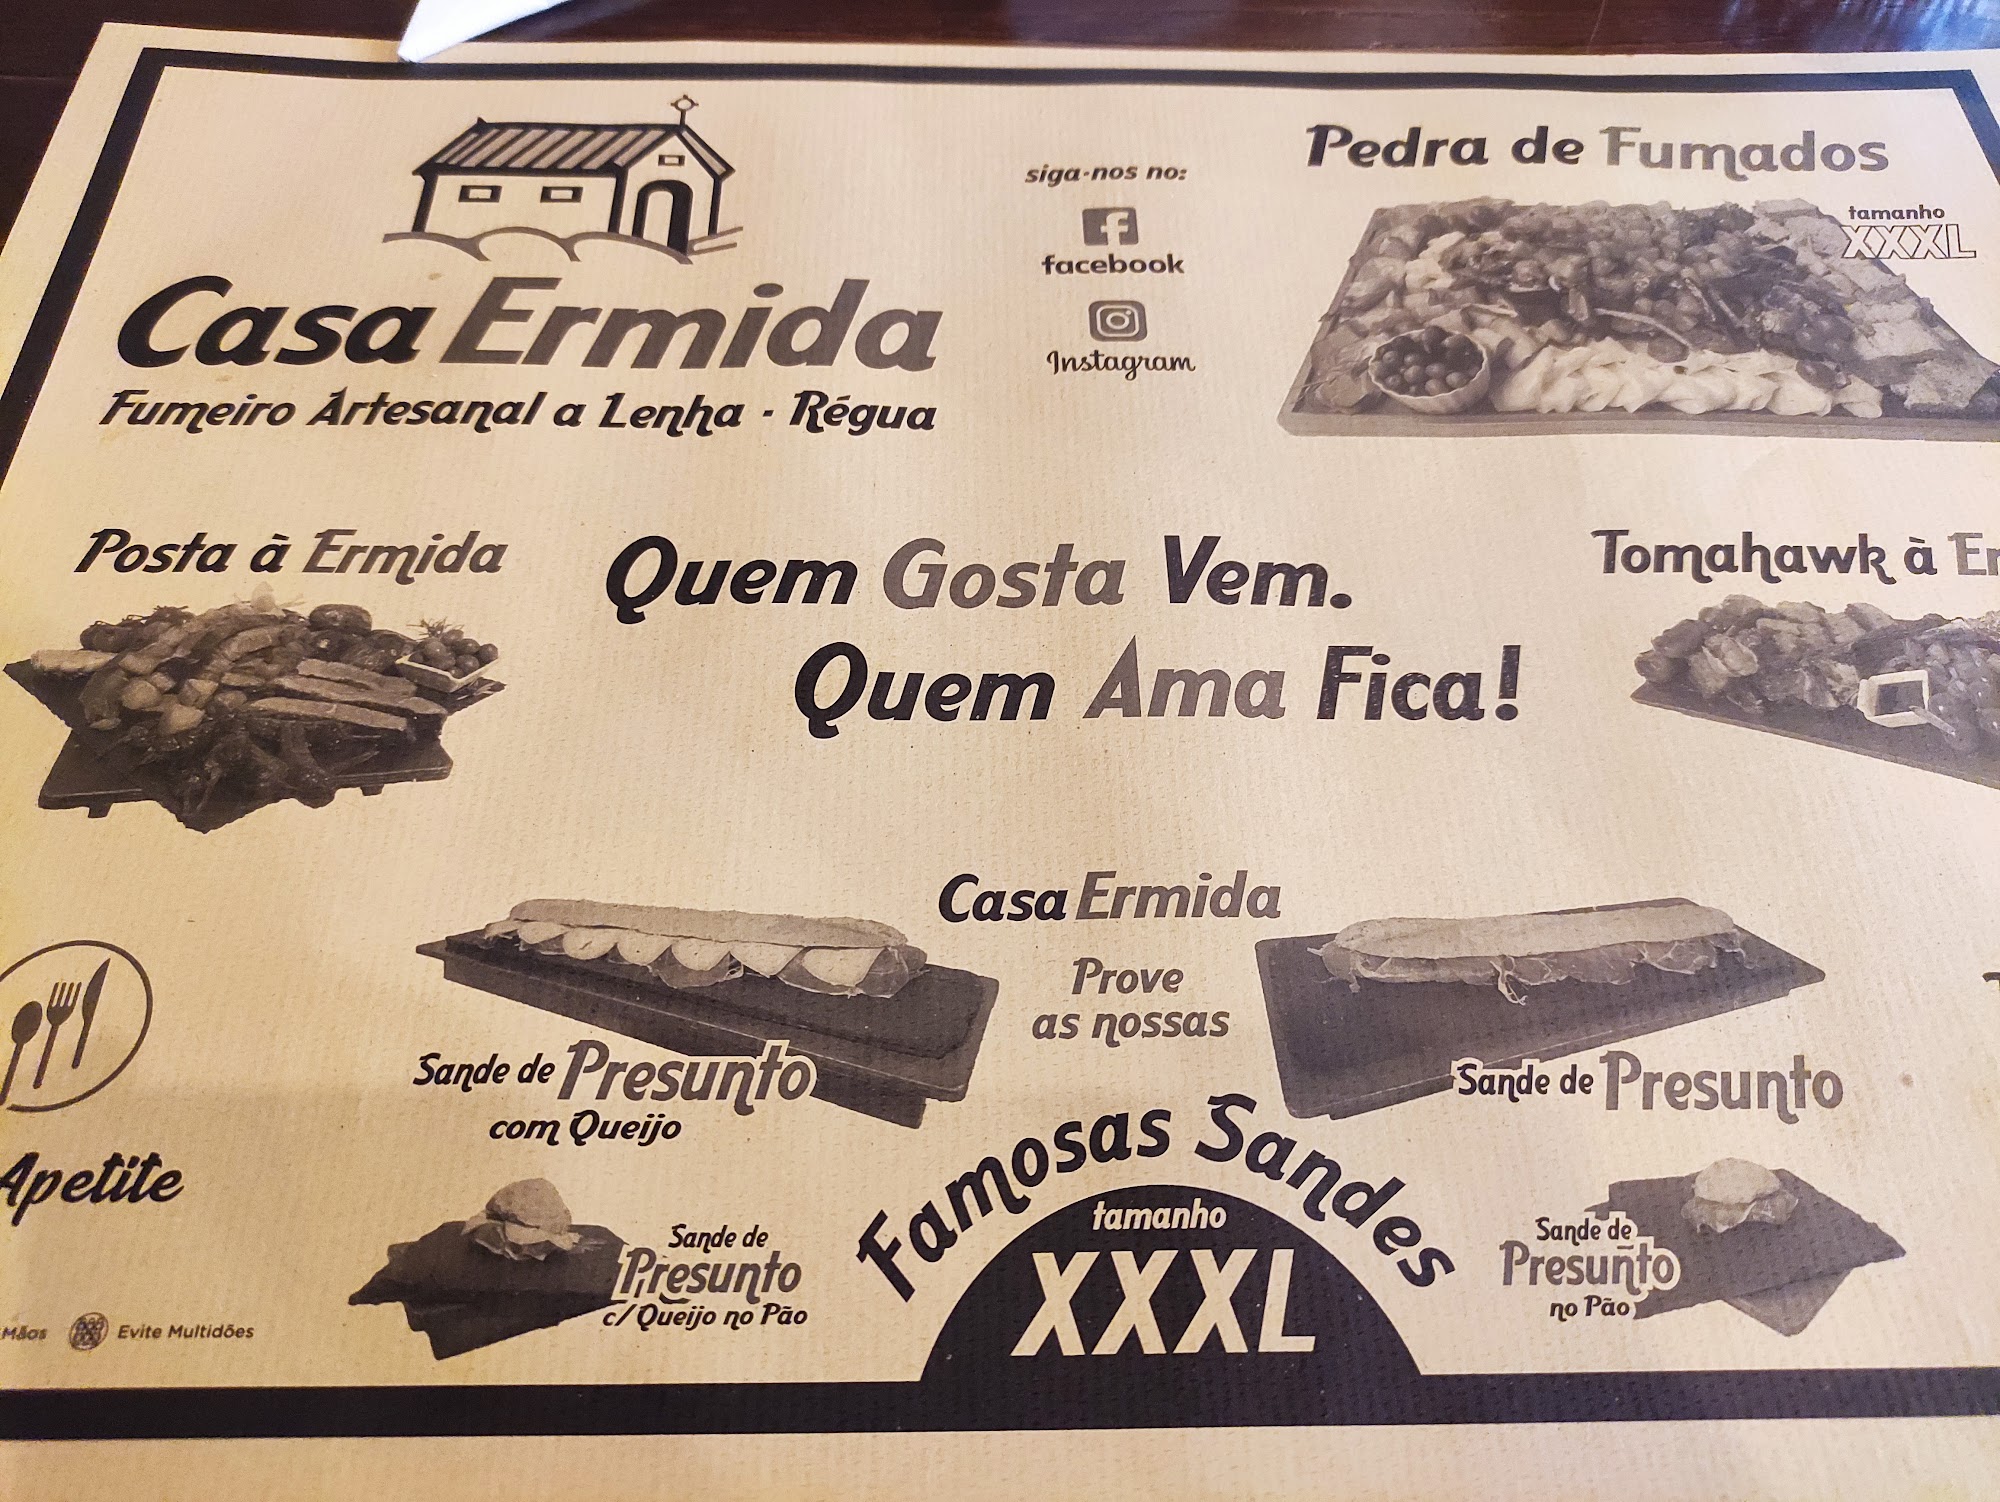 Casa Ermida
Fumeiro Artesanal a Lenha - Régua
siga-nos no:
facebook
Instagram
Pedra de Fumados
tamanho
XXXL
Posta à Ermida
Quem Gosta Vem.
Quem Ama Fica!
Tomahawk à
Casa Ermida
Prove
as nossas
Famosas Sandes
tamanho
XXXL
Sande de Presunto
com Queijo
Sande de Presunto
Apetite
Sande de
Presunto
c/ Queijo no Pão
Sande de
Presunto
no Pão
Mãos
Evite Multidões